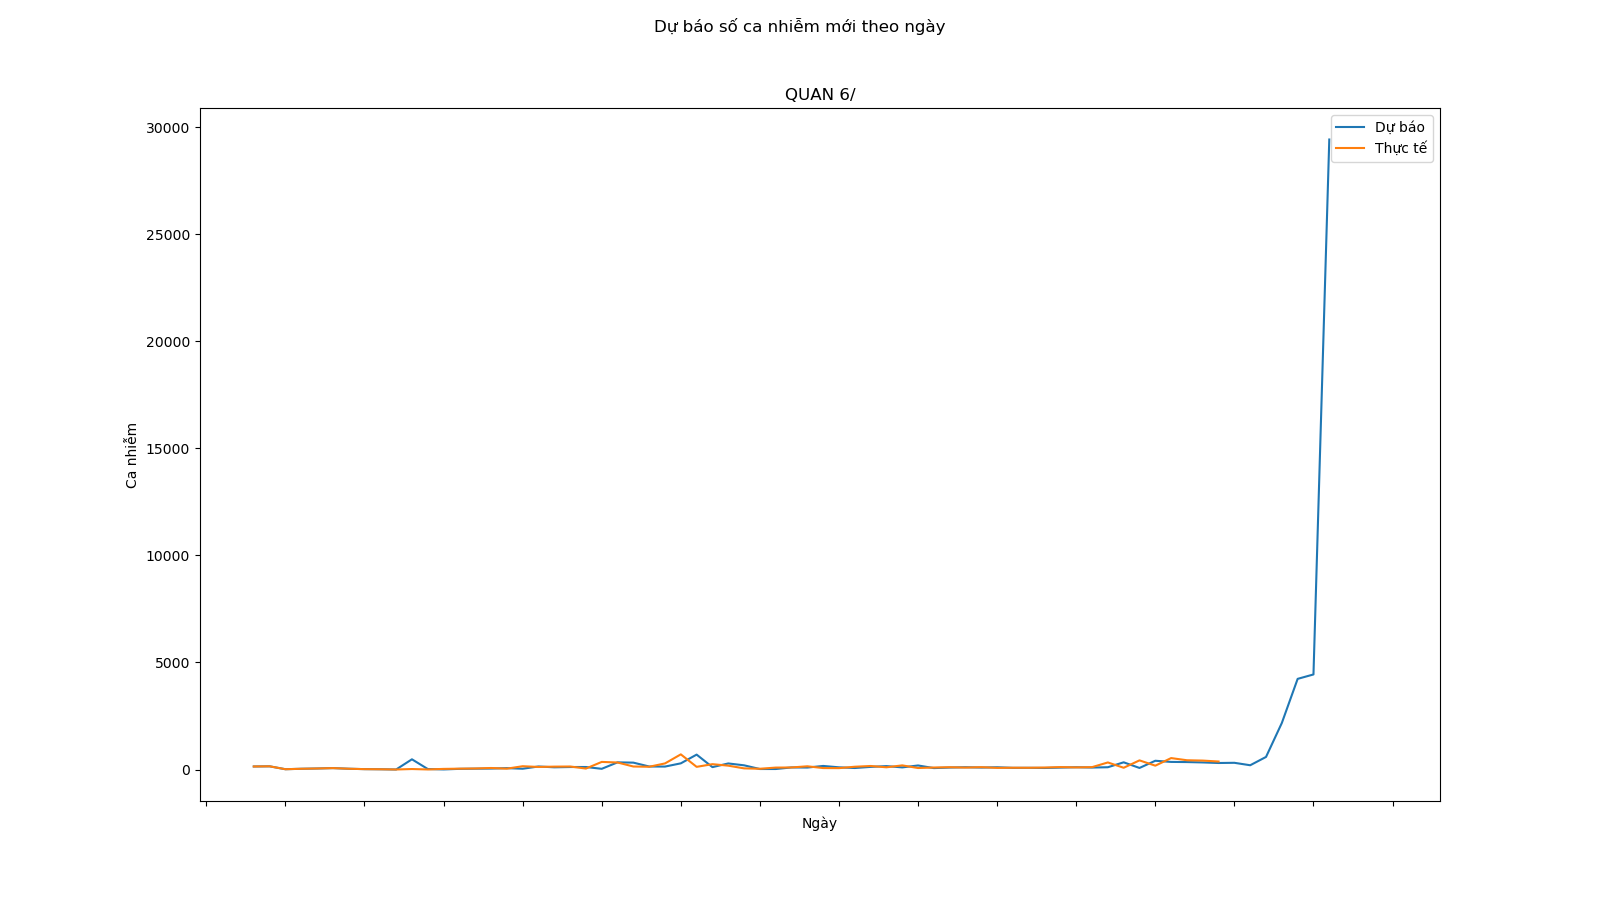 Dự báo số ca nhiễm mới theo ngày
QUAN 6/
30000
25000
20000
15000
10000
5000
0
Ca nhiễm
Dự báo
Thực tế
Ngày